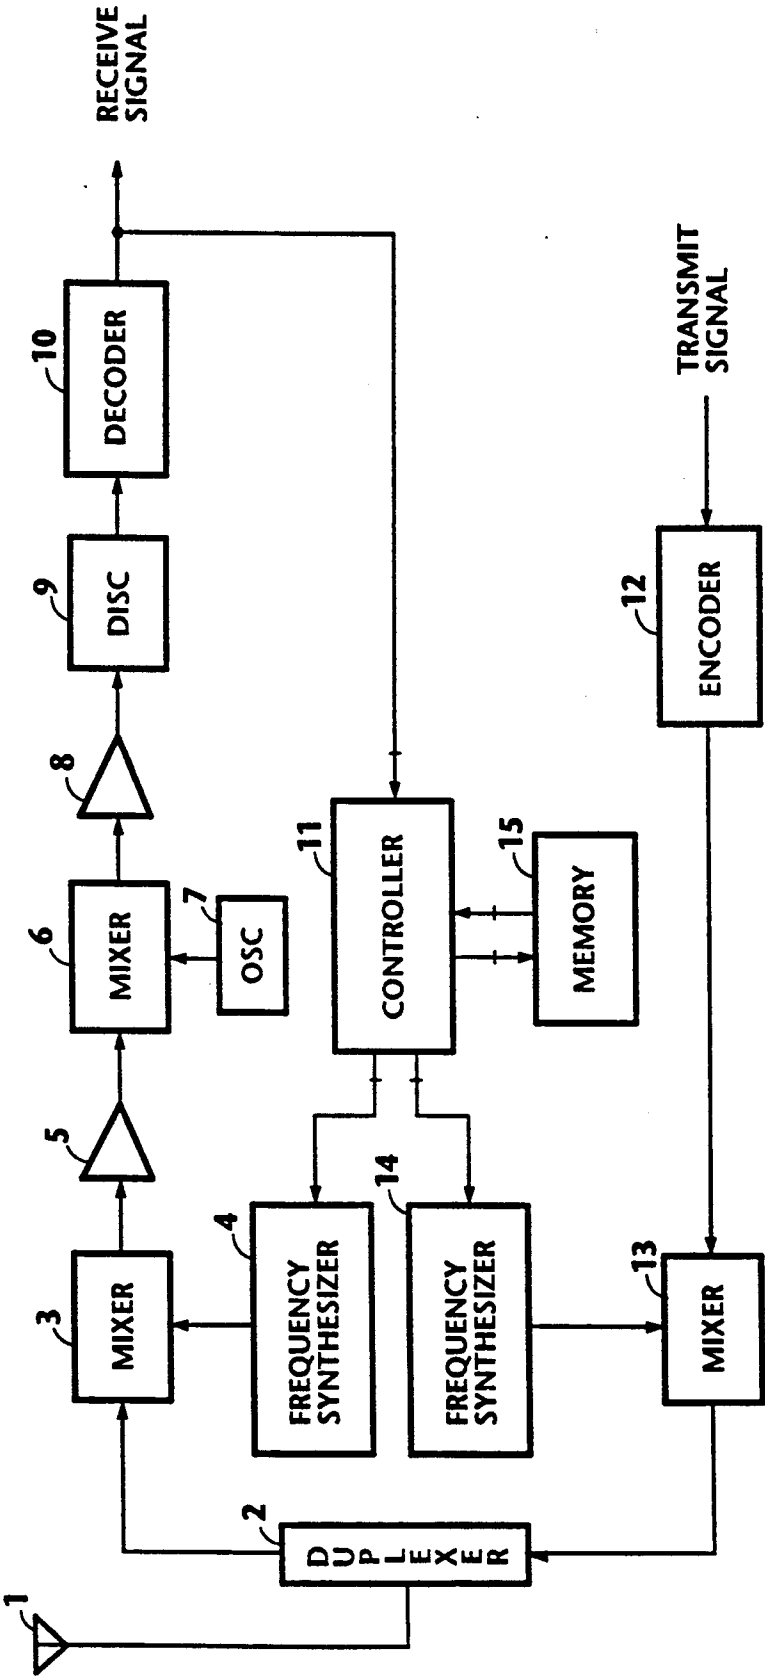 1
2
DUPLEXER
3
MIXER
4
FREQUENCY
SYNTHESIZER
5
6
MIXER
7
OSC
8
9
DISC
10
DECODER
RECEIVE
SIGNAL
11
CONTROLLER
15
MEMORY
14
FREQUENCY
SYNTHESIZER
13
MIXER
12
ENCODER
TRANSMIT
SIGNAL